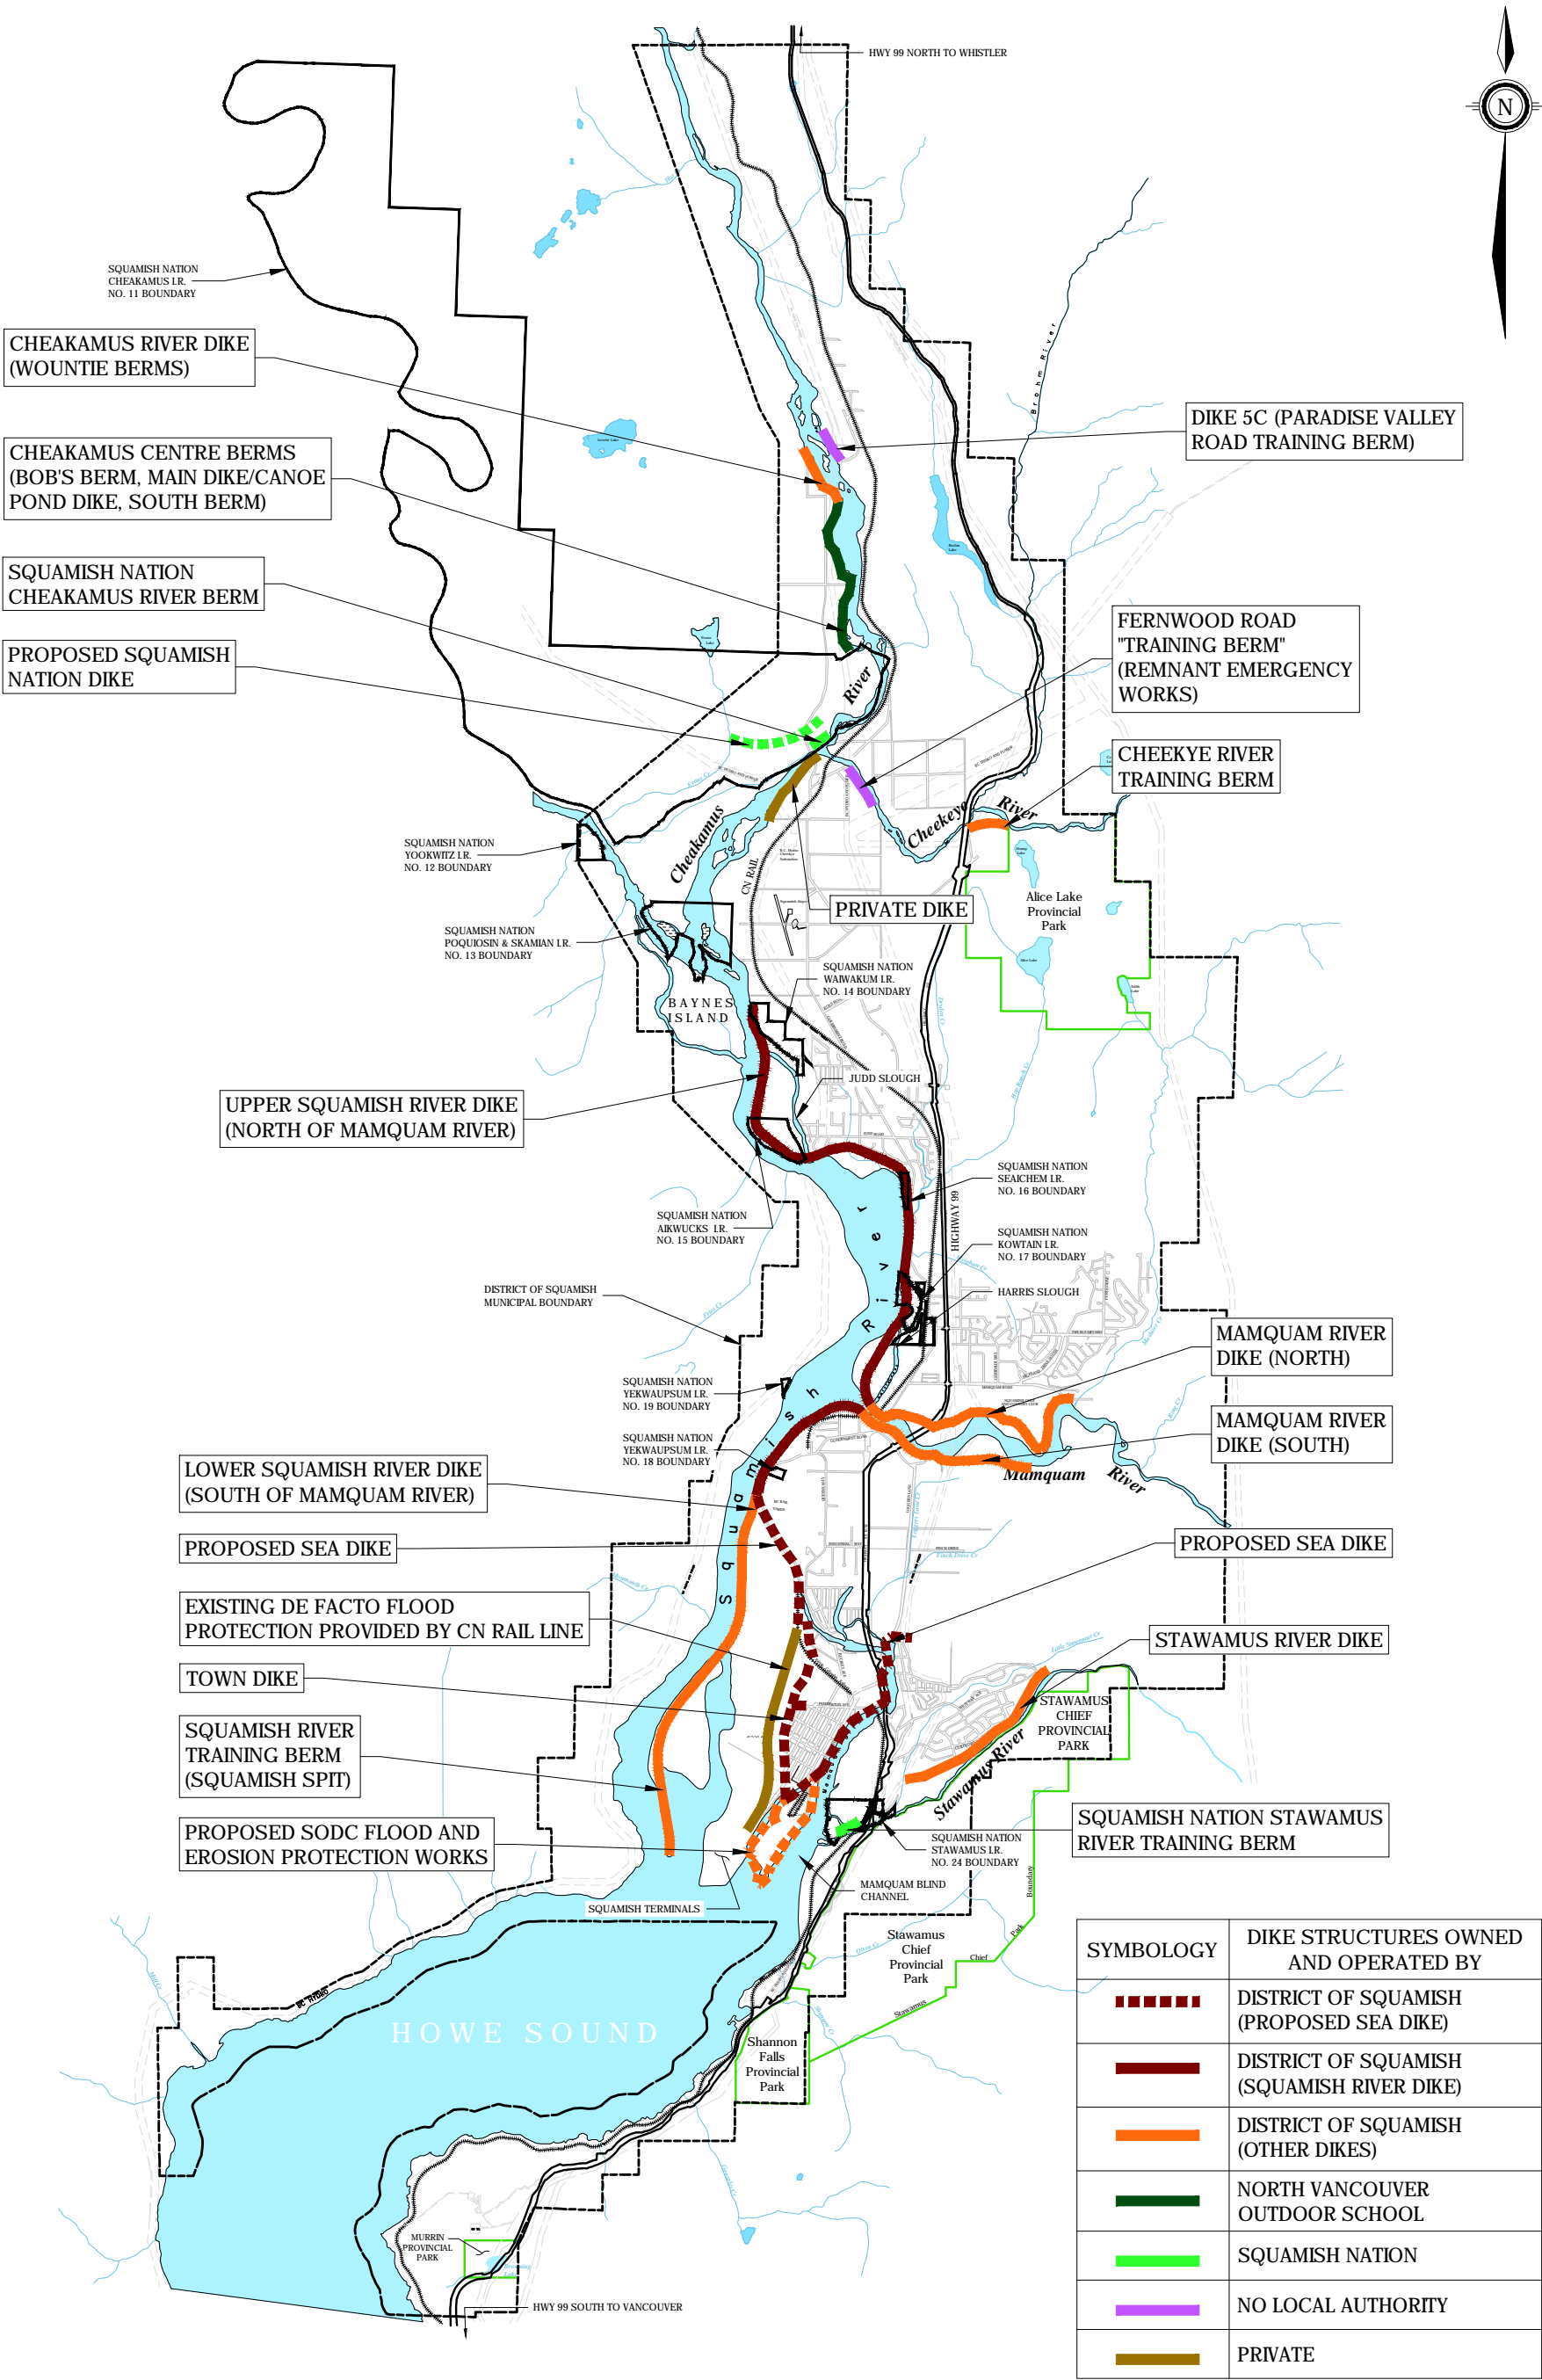 HWY 99 NORTH TO WHISTLER
N
SQUAMISH NATION
CHEAKAMUS I.R.
NO. 11 BOUNDARY
CHEAKAMUS RIVER DIKE
(WOUNTIE BERMS)
Brohm River
DIKE 5C (PARADISE VALLEY
ROAD TRAINING BERM)
CHEAKAMUS CENTRE BERMS
(BOB'S BERM, MAIN DIKE/CANOE
POND DIKE, SOUTH BERM)
SQUAMISH NATION
CHEAKAMUS RIVER BERM
FERNWOOD ROAD
"TRAINING BERM"
(REMNANT EMERGENCY
WORKS)
PROPOSED SQUAMISH
NATION DIKE
River
CHEEKYE RIVER
TRAINING BERM
Cheakamus
Cheekeye River
SQUAMISH NATION
YOOKWITZ I.R.
NO. 12 BOUNDARY
CN RAIL
PRIVATE DIKE
Alice Lake
Provincial
Park
SQUAMISH NATION
POQUIOSIN & SKAMIAN I.R.
NO. 13 BOUNDARY
SQUAMISH NATION
WAIWAKUM I.R.
NO. 14 BOUNDARY
BAYNES
ISLAND
JUDD SLOUGH
UPPER SQUAMISH RIVER DIKE
(NORTH OF MAMQUAM RIVER)
SQUAMISH NATION
SEAICHEM I.R.
NO. 16 BOUNDARY
HIGHWAY 99
SQUAMISH NATION
AIKWUCKS I.R.
NO. 15 BOUNDARY
SQUAMISH NATION
KOWTAIN I.R.
NO. 17 BOUNDARY
DISTRICT OF SQUAMISH
MUNICIPAL BOUNDARY
HARRIS SLOUGH
Squamish River
MAMQUAM RIVER
DIKE (NORTH)
SQUAMISH NATION
YEKWAUPSUM I.R.
NO. 19 BOUNDARY
MAMQUAM RIVER
DIKE (SOUTH)
SQUAMISH NATION
YEKWAUPSUM I.R.
NO. 18 BOUNDARY
Mamquam River
LOWER SQUAMISH RIVER DIKE
(SOUTH OF MAMQUAM RIVER)
PROPOSED SEA DIKE
PROPOSED SEA DIKE
EXISTING DE FACTO FLOOD
PROTECTION PROVIDED BY CN RAIL LINE
STAWAMUS RIVER DIKE
TOWN DIKE
STAWAMUS
CHIEF
PROVINCIAL
PARK
SQUAMISH RIVER
TRAINING BERM
(SQUAMISH SPIT)
Stawamus River
PROPOSED SODC FLOOD AND
EROSION PROTECTION WORKS
SQUAMISH NATION STAWAMUS
RIVER TRAINING BERM
SQUAMISH NATION
STAWAMUS I.R.
NO. 24 BOUNDARY
MAMQUAM BLIND
CHANNEL
SQUAMISH TERMINALS
Stawamus
Chief
Provincial
Park
Stawamus Chief Park Boundary
BC HYDRO
HOWE SOUND
Shannon
Falls
Provincial
Park
MURRIN
PROVINCIAL
PARK
HWY 99 SOUTH TO VANCOUVER
SYMBOLOGY
DIKE STRUCTURES OWNED
AND OPERATED BY
DISTRICT OF SQUAMISH
(PROPOSED SEA DIKE)
DISTRICT OF SQUAMISH
(SQUAMISH RIVER DIKE)
DISTRICT OF SQUAMISH
(OTHER DIKES)
NORTH VANCOUVER
OUTDOOR SCHOOL
SQUAMISH NATION
NO LOCAL AUTHORITY
PRIVATE